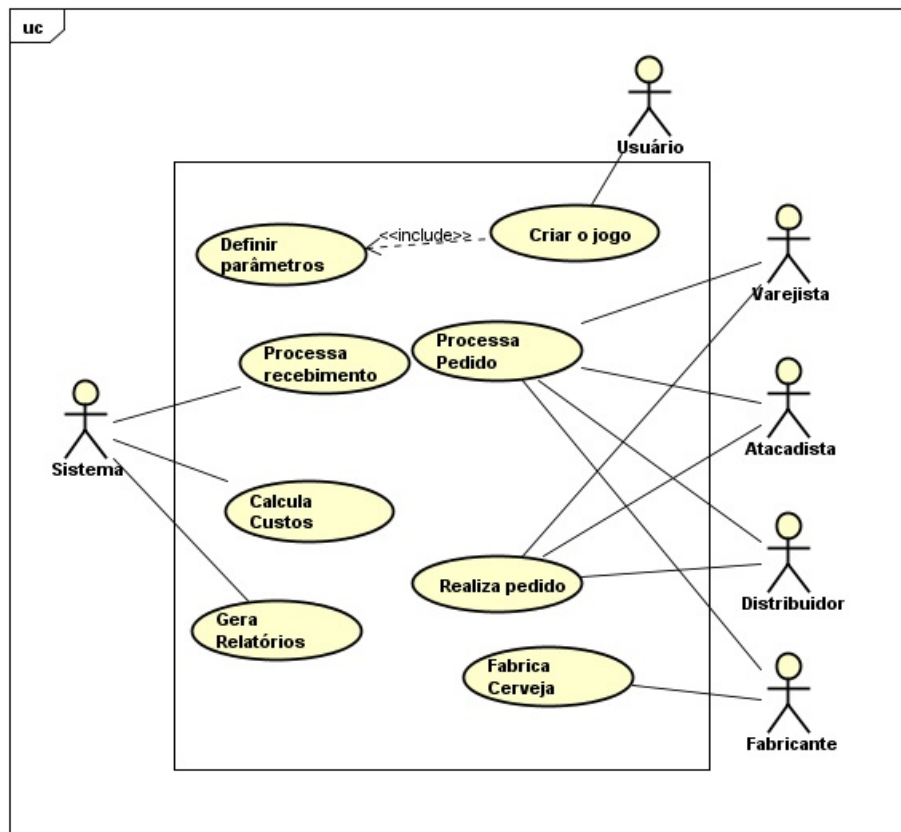 uc
Usuário
Definir
parâmetros
<<include>>
Criar o jogo
Varejista
Processa
recebimento
Processa
Pedido
Sistema
Atacadista
Calcula
Custos
Realiza pedido
Distribuidor
Gera
Relatórios
Fabrica
Cerveja
Fabricante